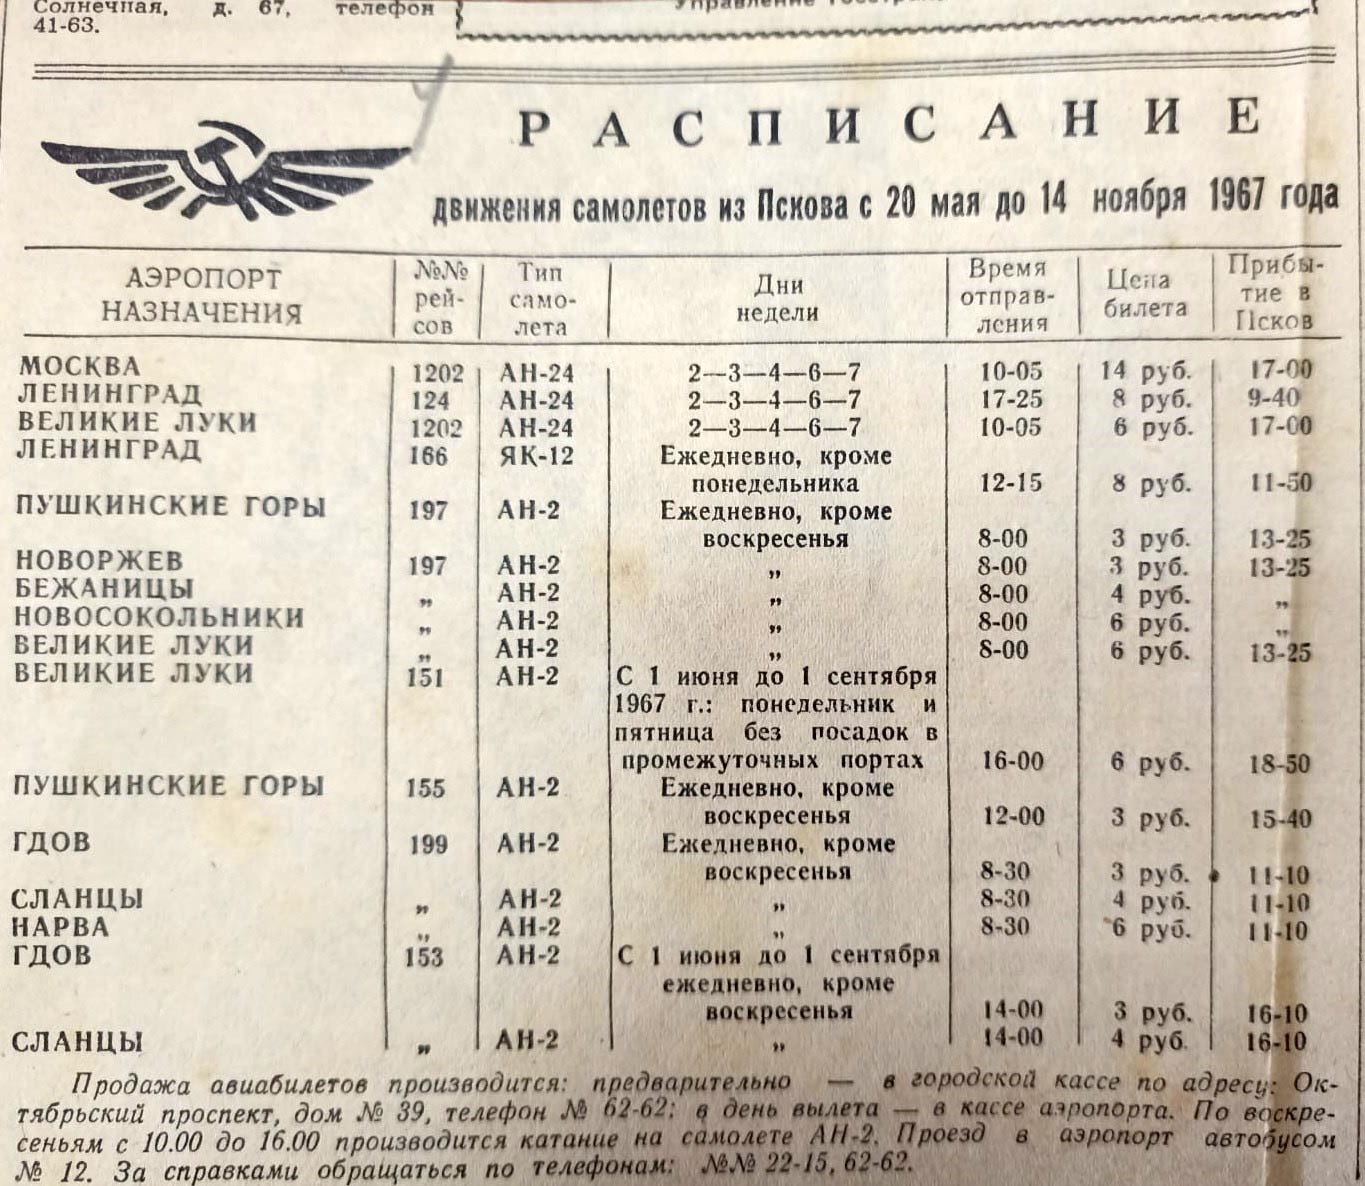 Солнечная, д. 67, телефон
41-63.
Управление
РАСПИСАНИЕ
движения самолетов из Пскова с 20 мая до 14 ноября 1967 года
АЭРОПОРТ НАЗНАЧЕНИЯ №№ рей- сов Тип само- лета Дни недели Время отправ- ления Цена билета Прибы- тие в Псков
МОСКВА 1202 АН-24 2—3—4—6—7 10-05 14 руб. 17-00
ЛЕНИНГРАД 124 АН-24 2—3—4—6—7 17-25 8 руб. 9-40
ВЕЛИКИЕ ЛУКИ 1202 АН-24 2—3—4—6—7 10-05 6 руб. 17-00
ЛЕНИНГРАД 166 ЯК-12 Ежедневно, кроме
понедельника 12-15 8 руб. 11-50
ПУШКИНСКИЕ ГОРЫ 197 АН-2 Ежедневно, кроме
воскресенья 8-00 3 руб. 13-25
НОВОРЖЕВ 197 АН-2 „ 8-00 3 руб. 13-25
БЕЖАНИЦЫ „ АН-2 „ 8-00 4 руб. „
НОВОСОКОЛЬНИКИ „ АН-2 „ 8-00 6 руб. „
ВЕЛИКИЕ ЛУКИ „ АН-2 „ 8-00 6 руб. 13-25
ВЕЛИКИЕ ЛУКИ 151 АН-2 С 1 июня до 1 сентября
1967 г.: понедельник и
пятница без посадок в
промежуточных портах 16-00 6 руб. 18-50
ПУШКИНСКИЕ ГОРЫ 155 АН-2 Ежедневно, кроме
воскресенья 12-00 3 руб. 15-40
ГДОВ 199 АН-2 Ежедневно, кроме
воскресенья 8-30 3 руб. 11-10
СЛАНЦЫ „ АН-2 „ 8-30 4 руб. 11-10
НАРВА „ АН-2 „ 8-30 6 руб. 11-10
ГДОВ 153 АН-2 С 1 июня до 1 сентября
ежедневно, кроме
воскресенья 14-00 3 руб. 16-10
СЛАНЦЫ „ АН-2 „ 14-00 4 руб. 16-10
Продажа авиабилетов производится: предварительно — в городской кассе по адресу: Ок-
тябрьский проспект, дом № 39, телефон № 62-62; в день вылета — в кассе аэропорта. По воскре-
сеньям с 10.00 до 16.00 производится катание на самолете АН-2. Проезд в аэропорт автобусом
№ 12. За справками обращаться по телефонам: №№ 22-15, 62-62.